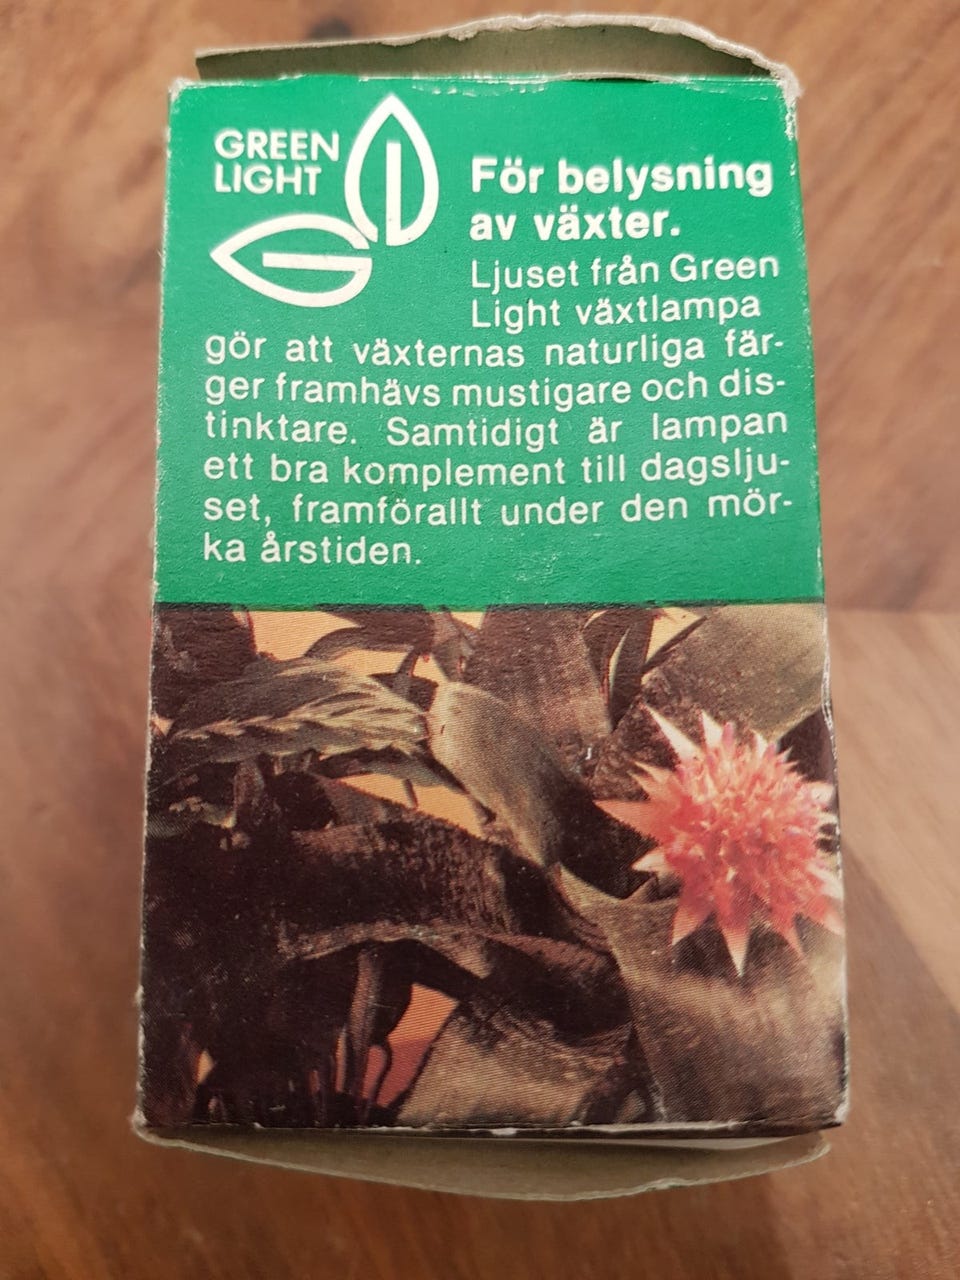 GREEN
LIGHT
För belysning
av växter.
Ljuset från Green
Light växtlampa
gör att växternas naturliga fär-
ger framhävs mustigare och dis-
tinktare. Samtidigt är lampan
ett bra komplement till dagslju-
set, framförallt under den mör-
ka årstiden.